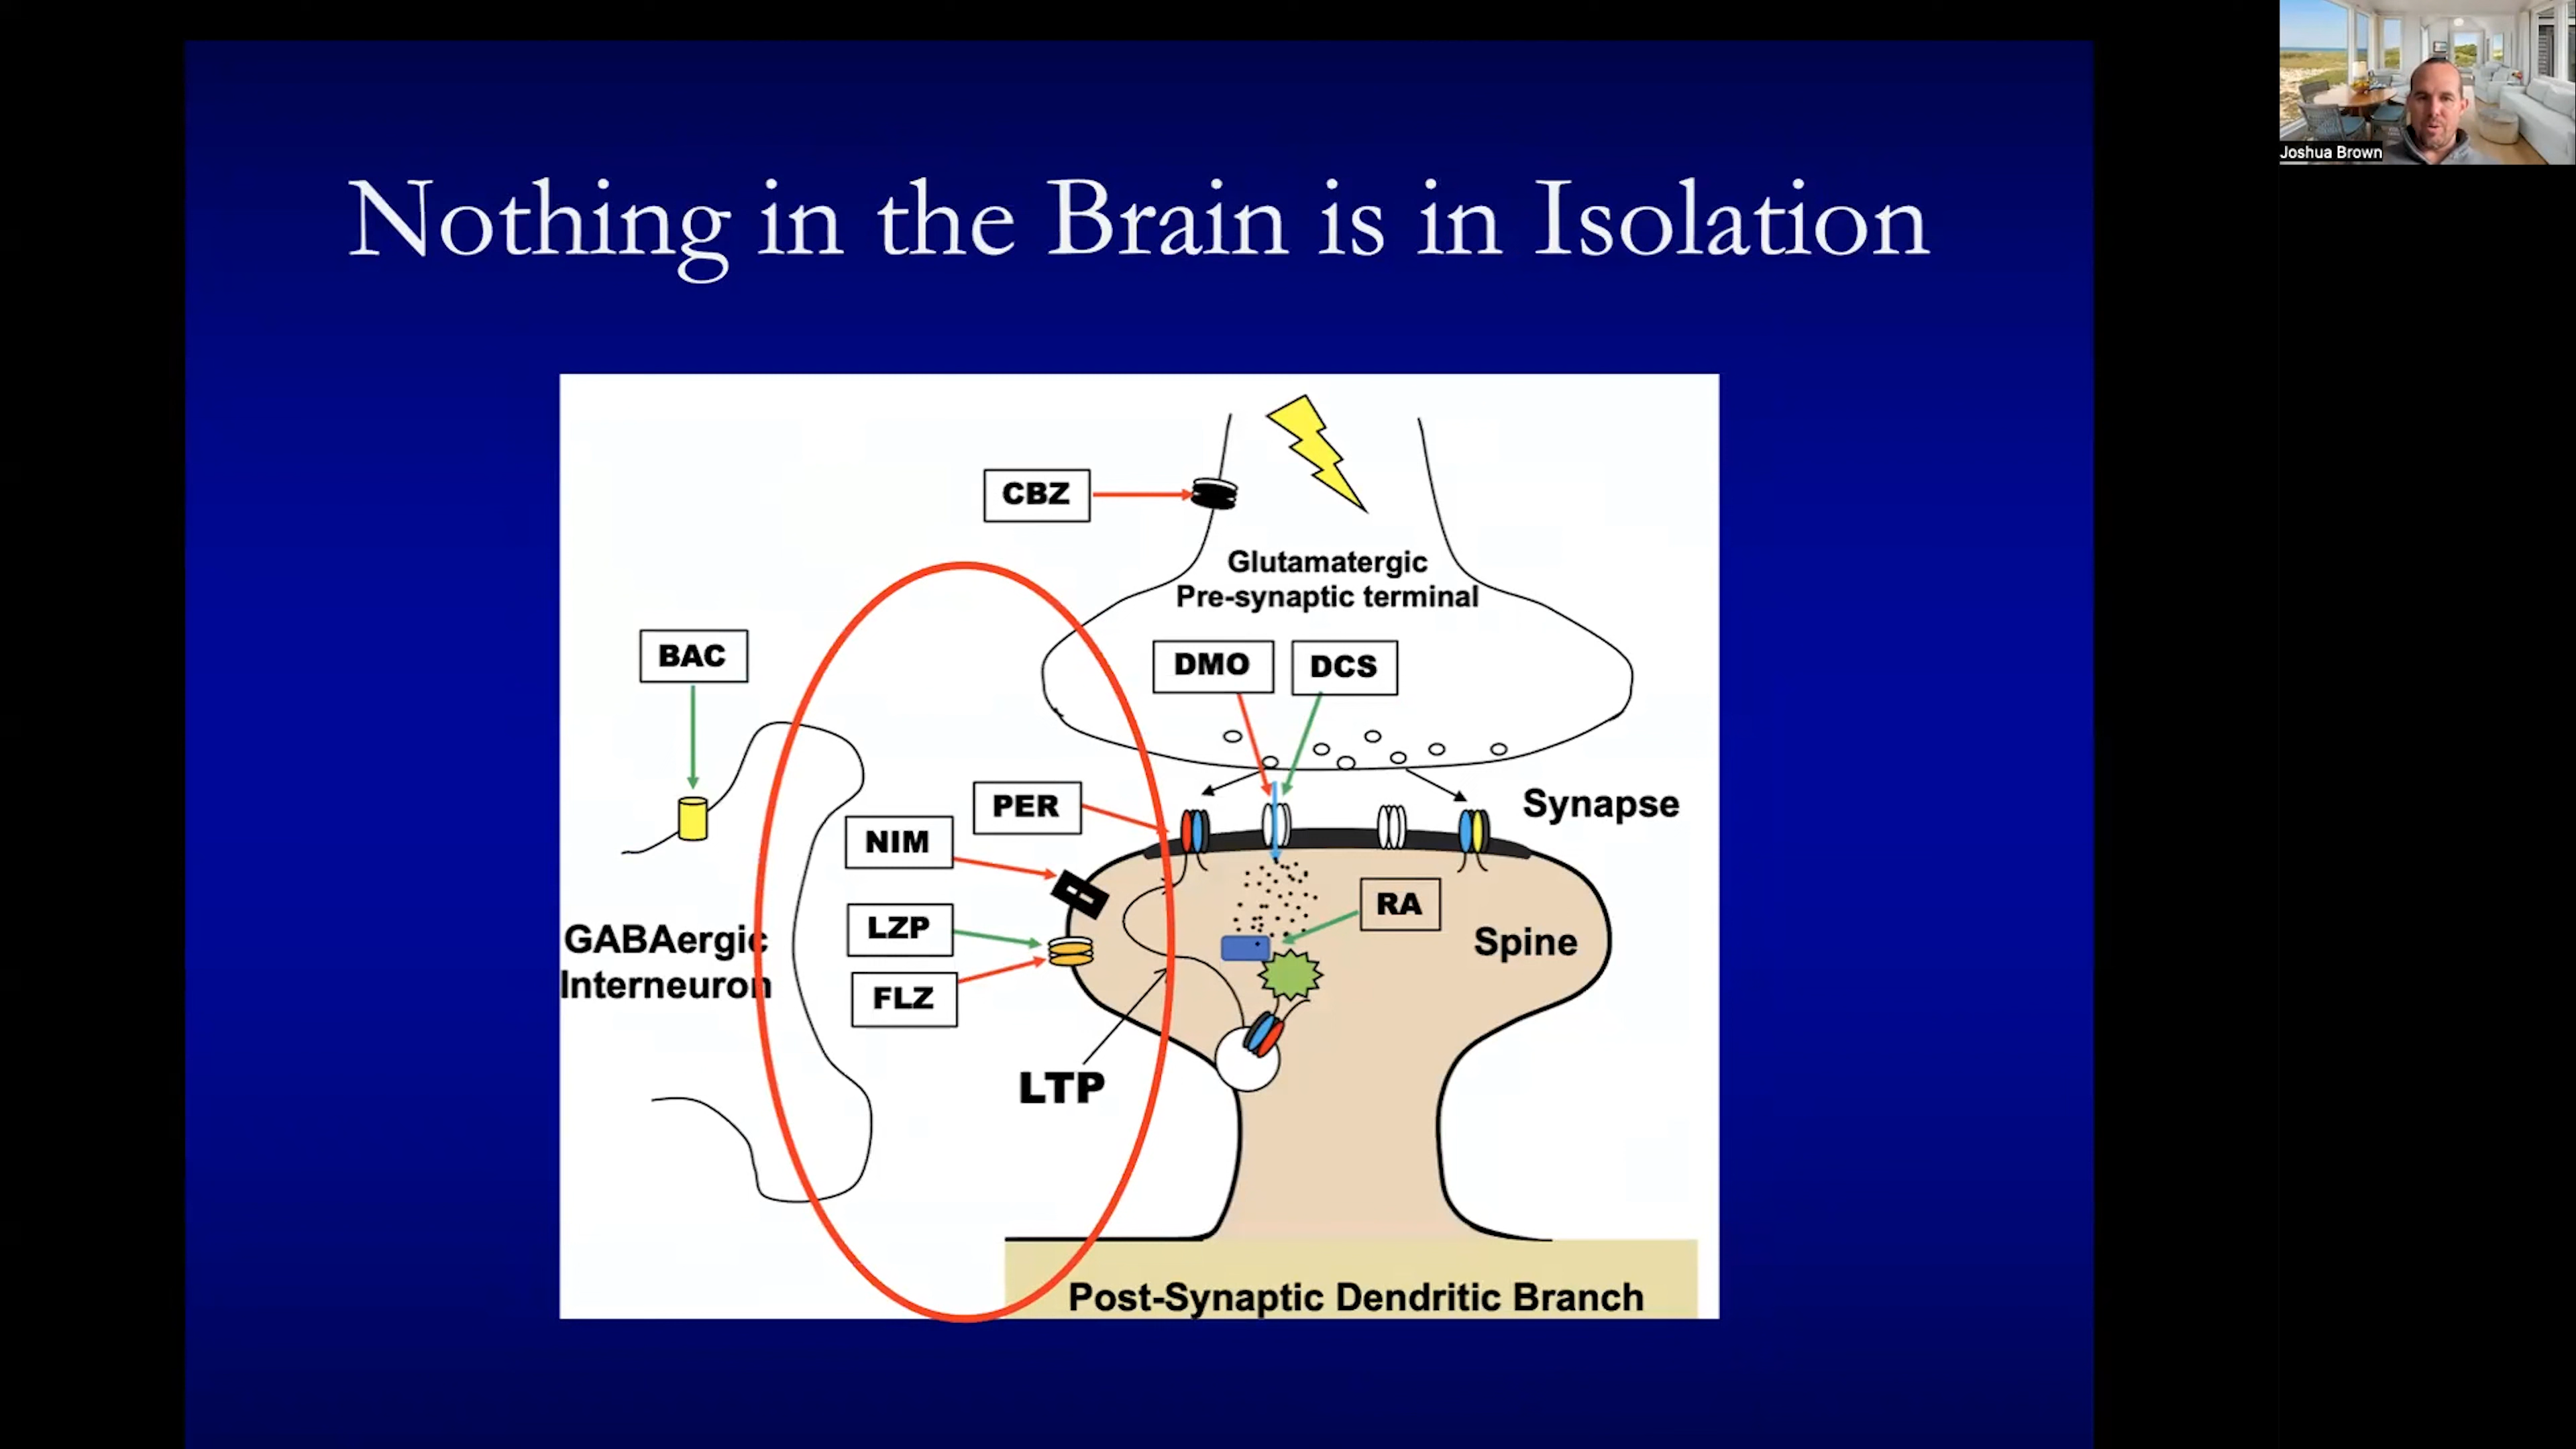 Joshua Brown
Nothing in the Brain is in Isolation
CBZ
Glutamatergic
Pre-synaptic terminal
BAC
DMO
DCS
PER
Synapse
NIM
RA
LZP
GABAergic
Interneuron
Spine
FLZ
LTP
Post-Synaptic Dendritic Branch